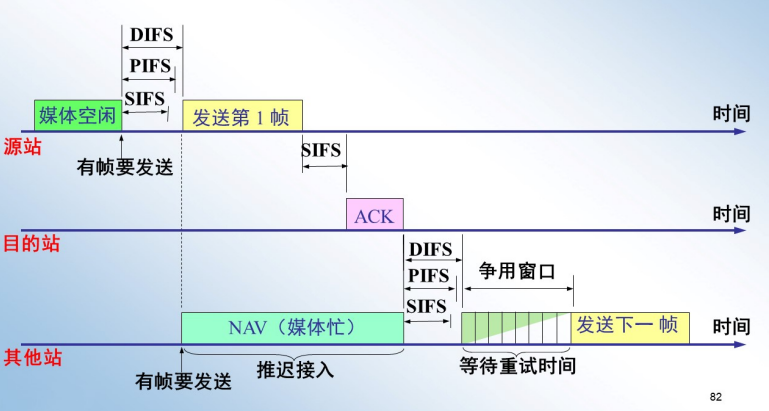 DIFS
PIFS
SIFS
媒体空闲
发送第 1 帧
时间
源站
有帧要发送
SIFS
ACK
时间
目的站
DIFS
PIFS
SIFS
争用窗口
NAV（媒体忙）
发送下一 帧
时间
其他站
有帧要发送
推迟接入
等待重试时间
82